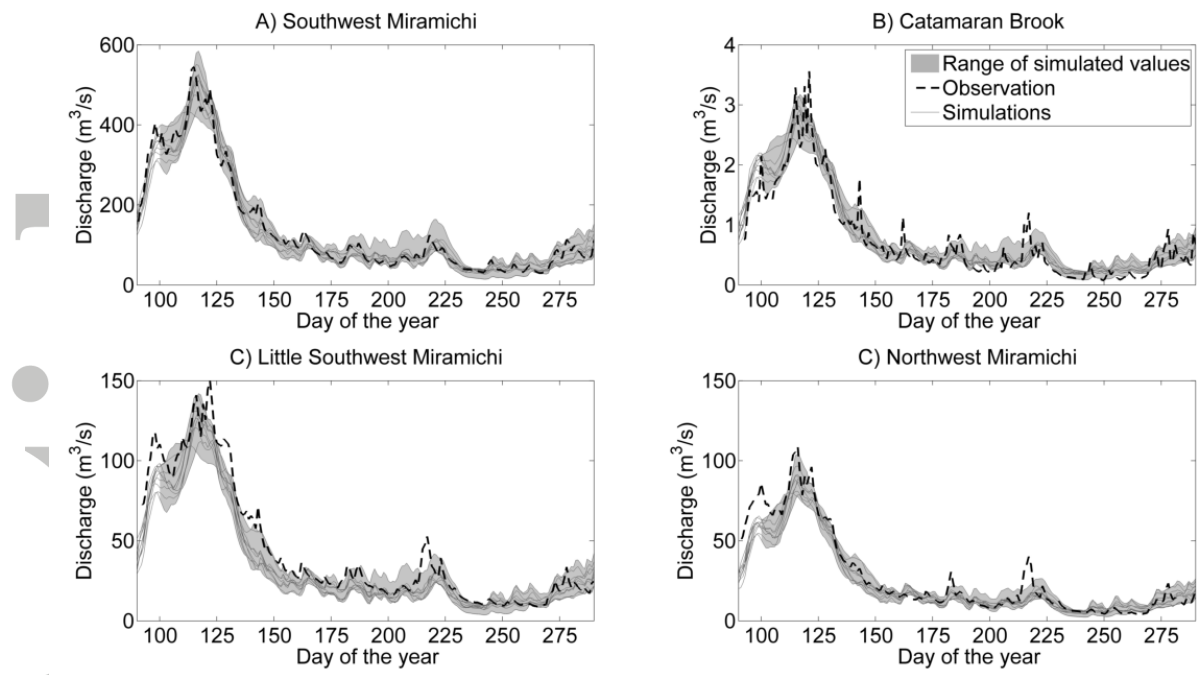 A) Southwest Miramichi
600
400
200
0
Discharge (m³/s)
100 125 150 175 200 225 250 275
Day of the year
B) Catamaran Brook
4
3
2
1
0
Discharge (m³/s)
100 125 150 175 200 225 250 275
Day of the year
Range of simulated values
Observation
Simulations
C) Little Southwest Miramichi
150
100
50
0
Discharge (m³/s)
100 125 150 175 200 225 250 275
Day of the year
C) Northwest Miramichi
150
100
50
0
Discharge (m³/s)
100 125 150 175 200 225 250 275
Day of the year